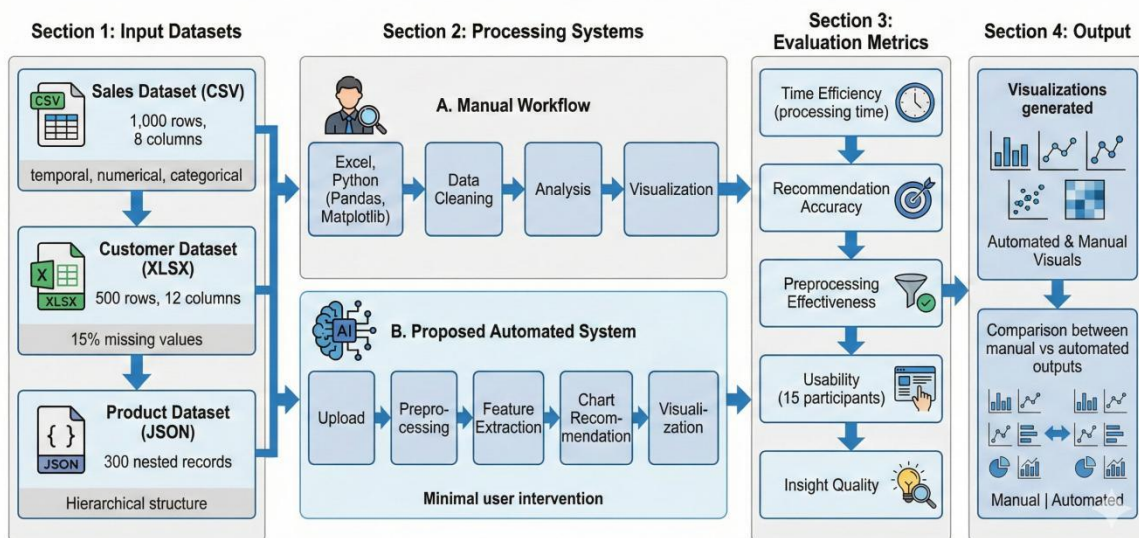 Section 1: Input Datasets
CSV
Sales Dataset (CSV)
1,000 rows,
8 columns
temporal, numerical, categorical
X
XLSX
Customer Dataset
(XLSX)
500 rows, 12 columns
15% missing values
{ }
JSON
Product Dataset
(JSON)
300 nested records
Hierarchical structure
Section 2: Processing Systems
A. Manual Workflow
Excel,
Python
(Pandas,
Matplotlib)
Data
Cleaning
Analysis
Visualization
AI
B. Proposed Automated System
Upload
Prepro-
cessing
Feature
Extraction
Chart
Recom-
mendation
Visuali-
zation
Minimal user intervention
Section 3:
Evaluation Metrics
Time Efficiency
(processing time)
Recommendation
Accuracy
Preprocessing
Effectiveness
Usability
(15 participants)
Insight Quality
Section 4: Output
Visualizations
generated
Automated & Manual
Visuals
Comparison between
manual vs automated
outputs
Manual | Automated